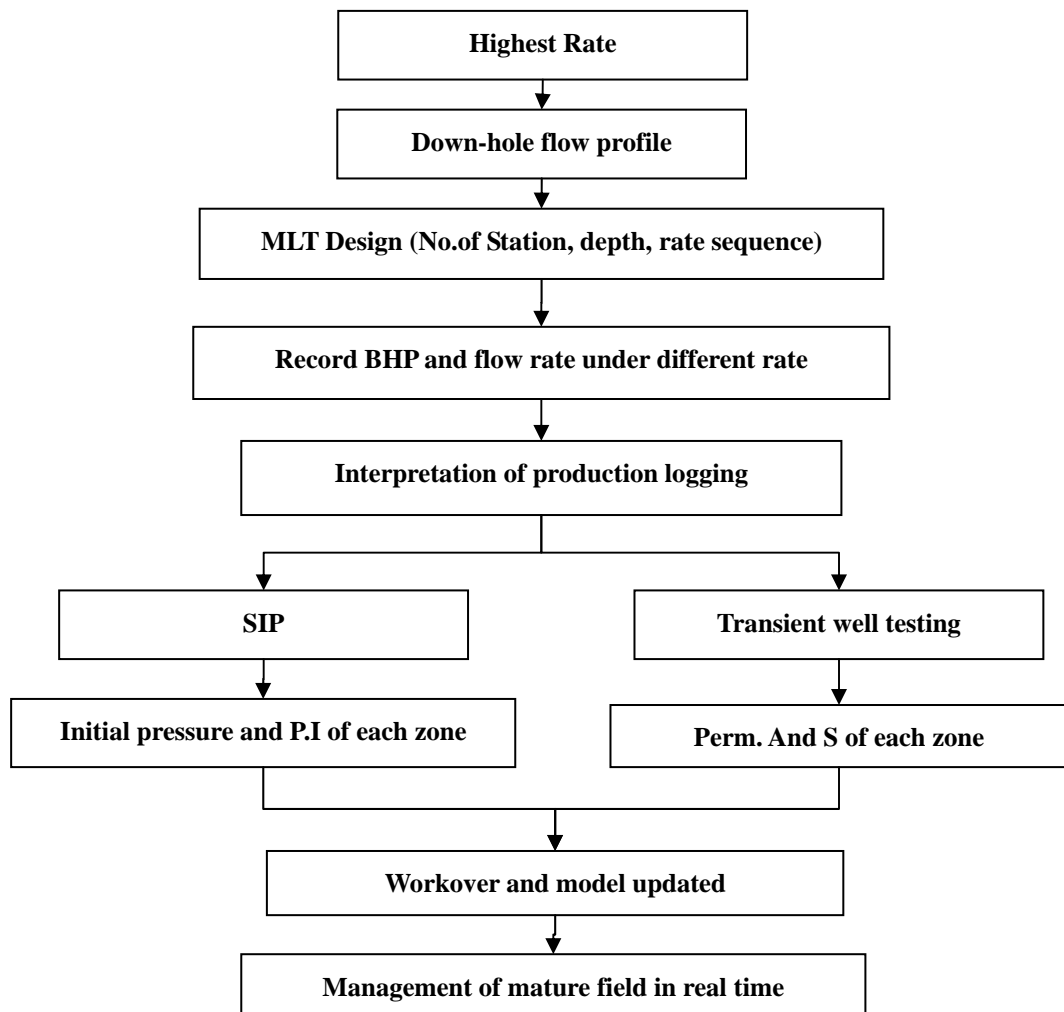 Highest Rate
Down-hole flow profile
MLT Design (No.of Station, depth, rate sequence)
Record BHP and flow rate under different rate
Interpretation of production logging
SIP
Transient well testing
Initial pressure and P.I of each zone
Perm. And S of each zone
Workover and model updated
Management of mature field in real time